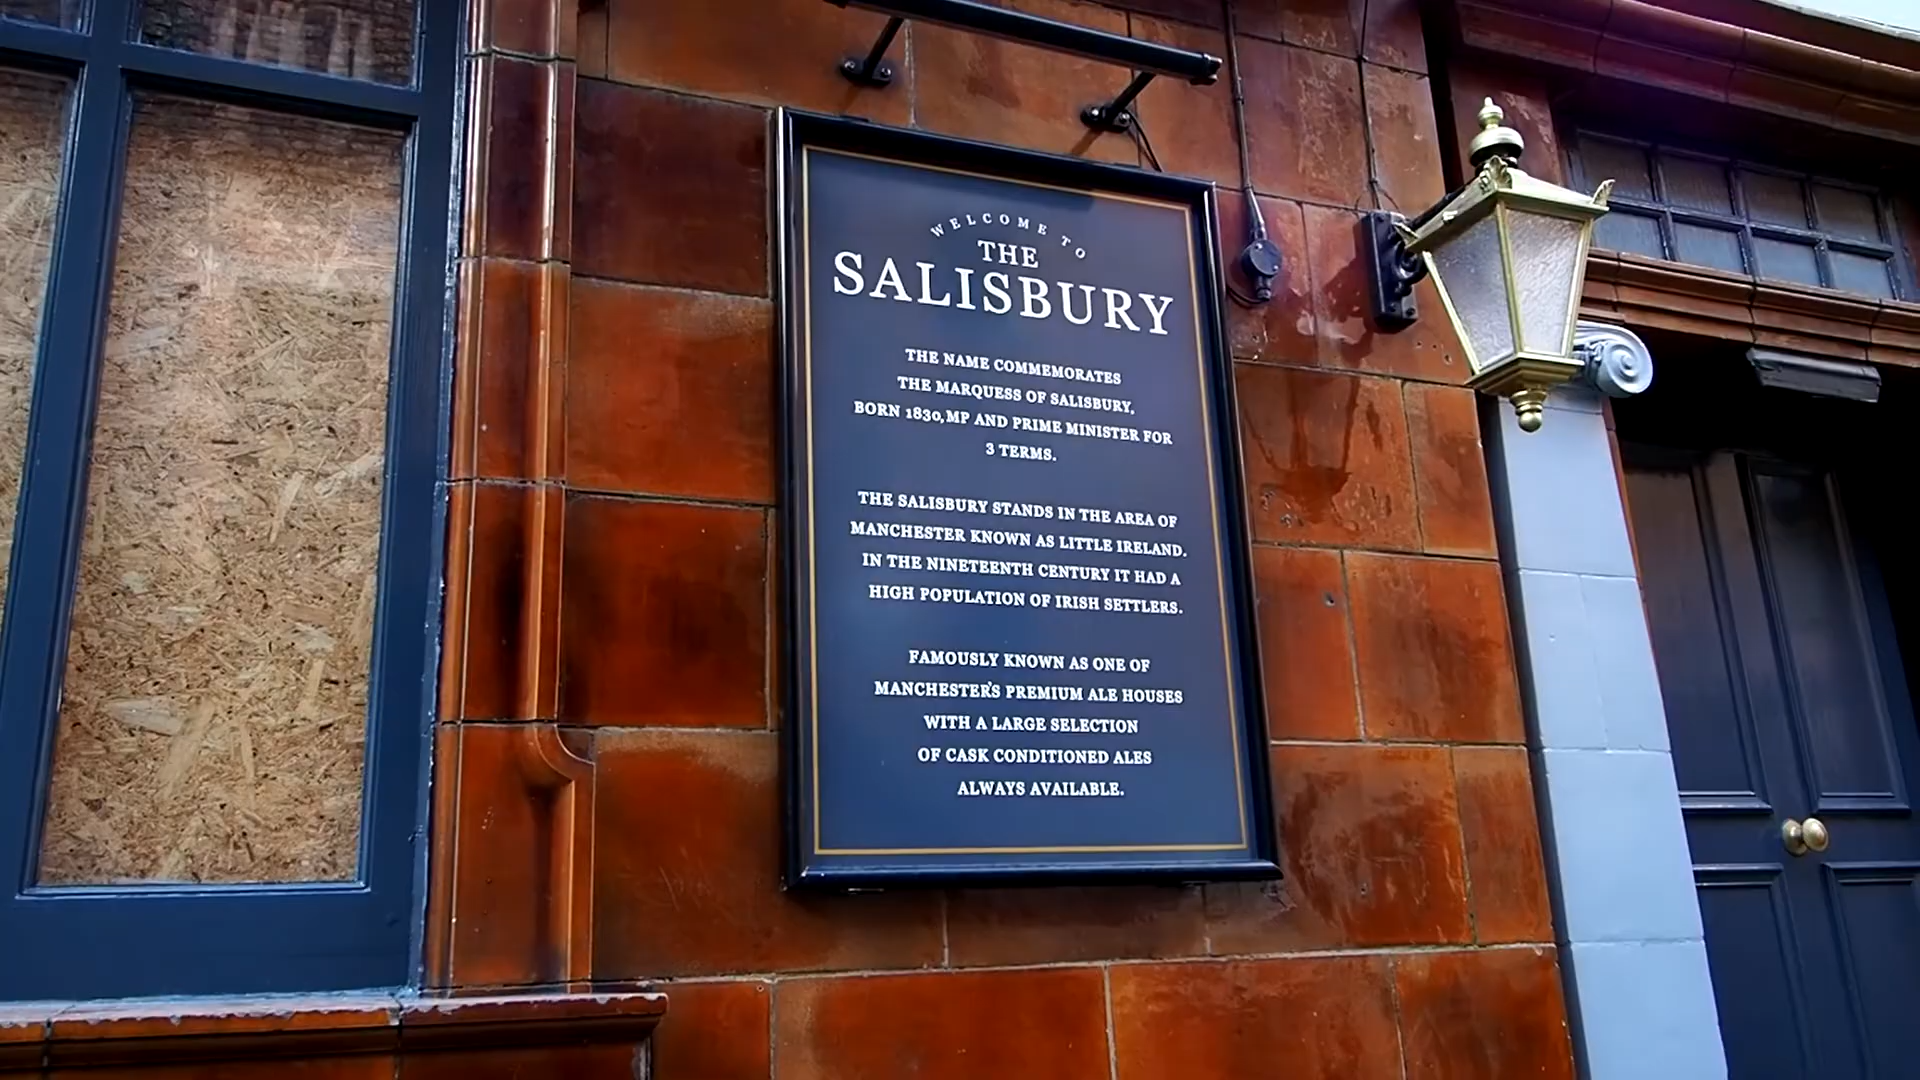 WELCOME TO
THE
SALISBURY
THE NAME COMMEMORATES
THE MARQUESS OF SALISBURY,
BORN 1830, MP AND PRIME MINISTER FOR
3 TERMS.
THE SALISBURY STANDS IN THE AREA OF
MANCHESTER KNOWN AS LITTLE IRELAND.
IN THE NINETEENTH CENTURY IT HAD A
HIGH POPULATION OF IRISH SETTLERS.
FAMOUSLY KNOWN AS ONE OF
MANCHESTER'S PREMIUM ALE HOUSES
WITH A LARGE SELECTION
OF CASK CONDITIONED ALES
ALWAYS AVAILABLE.